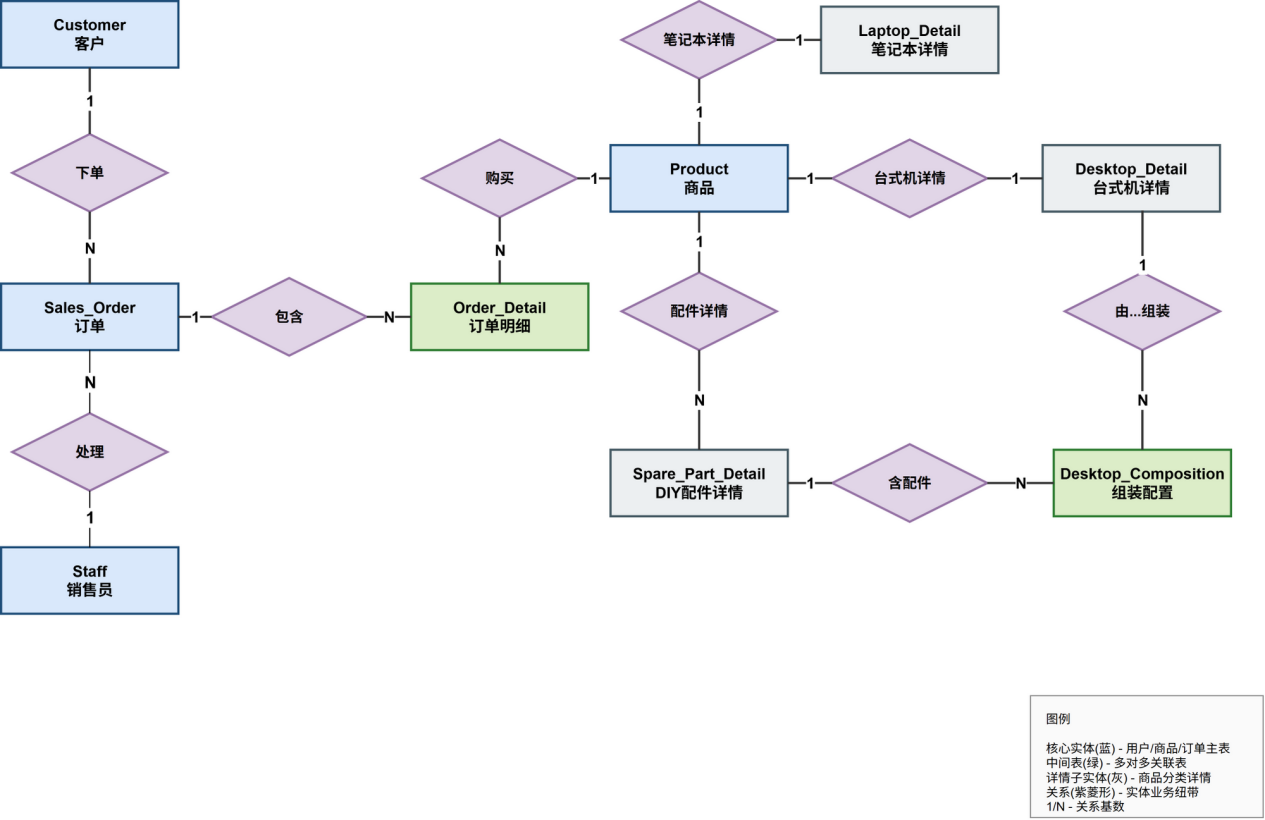 Customer
客户
1
下单
N
Sales_Order
订单
1
包含
N
Order_Detail
订单明细
N
处理
1
Staff
销售员
N
购买
1
Product
商品
1
笔记本详情
1
Laptop_Detail
笔记本详情
1
台式机详情
1
Desktop_Detail
台式机详情
1
配件详情
N
Spare_Part_Detail
DIY配件详情
1
含配件
N
1
由...组装
N
Desktop_Composition
组装配置
图例
核心实体(蓝) - 用户/商品/订单主表
中间表(绿) - 多对多关联表
详情子实体(灰) - 商品分类详情
关系(紫菱形) - 实体业务纽带
1/N - 关系基数